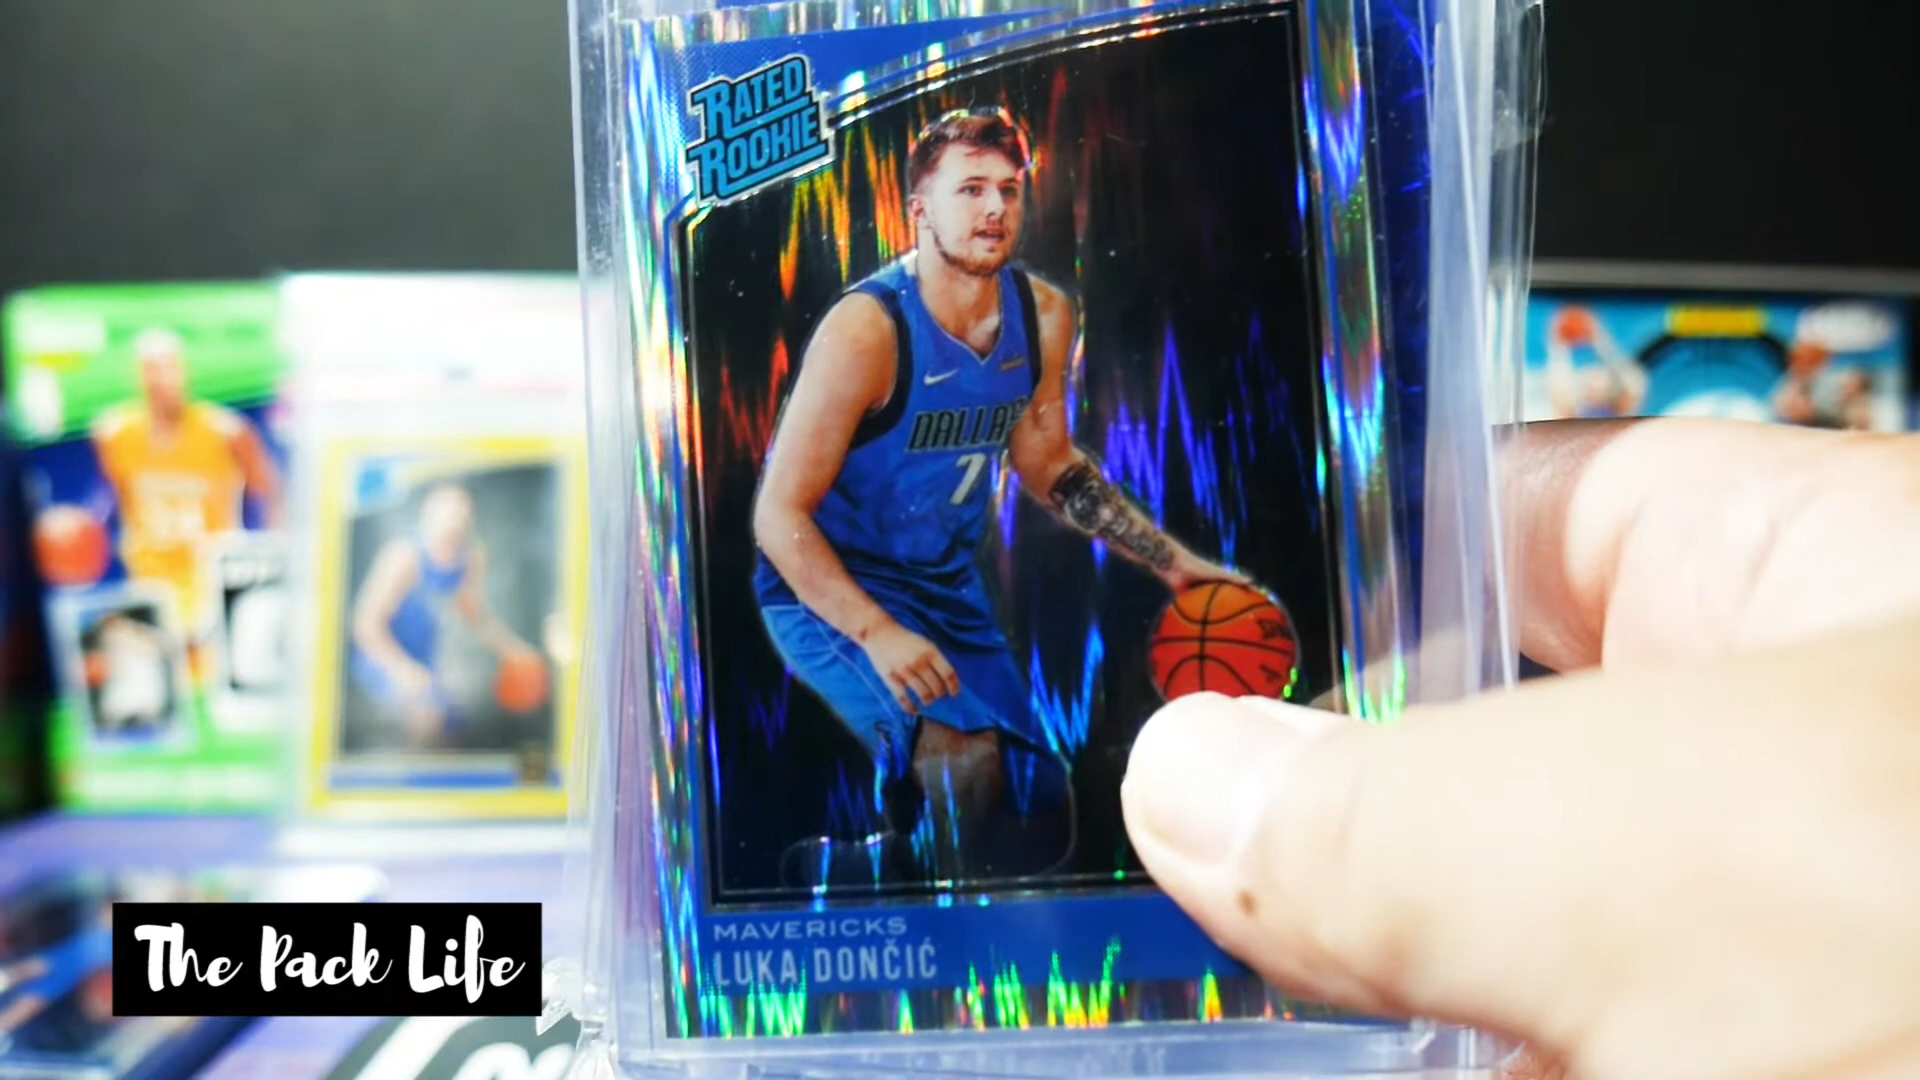 RATED
ROOKIE
DALLAS
7
MAVERICKS
LUKA DONČIĆ
The Pack Life